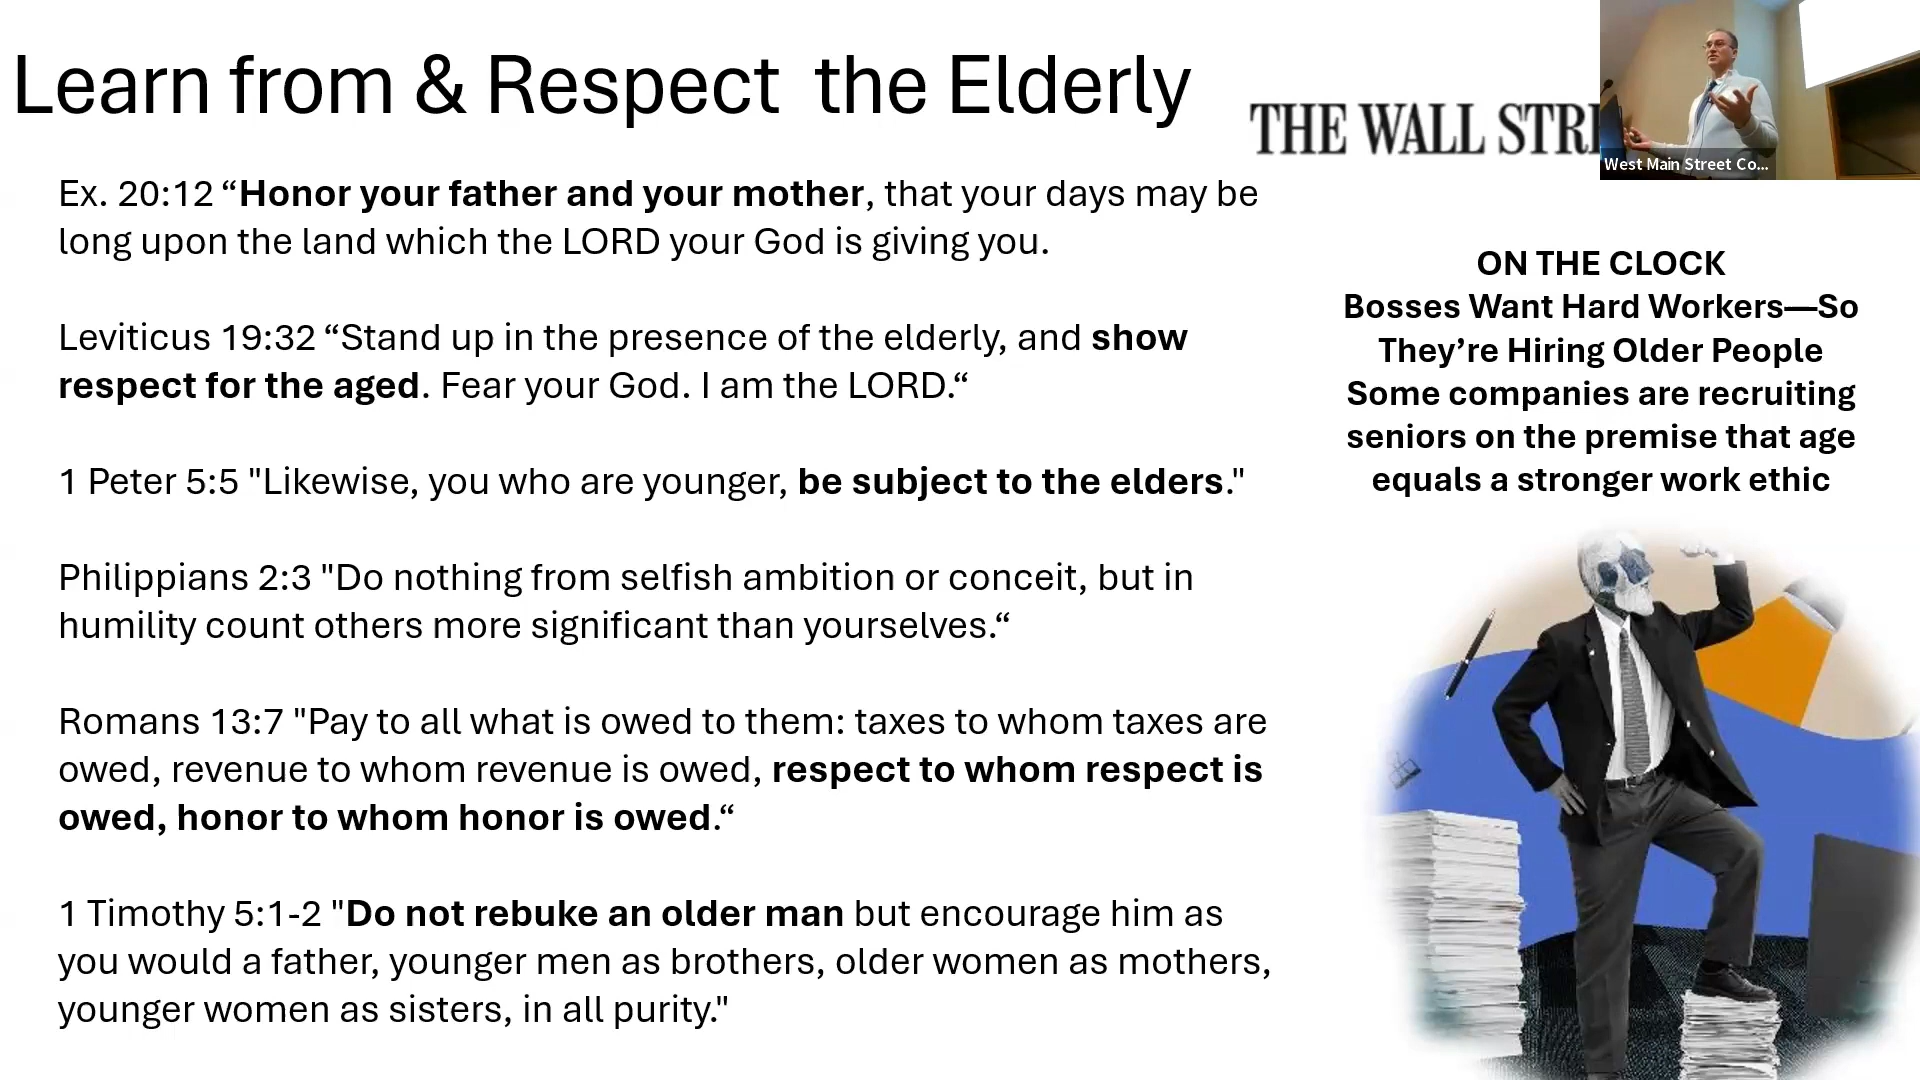 Learn from & Respect  the Elderly
THE WALL STR
West Main Street Co...
Ex. 20:12 “Honor your father and your mother, that your days may be
long upon the land which the LORD your God is giving you.
Leviticus 19:32 “Stand up in the presence of the elderly, and show
respect for the aged. Fear your God. I am the LORD.“
1 Peter 5:5 "Likewise, you who are younger, be subject to the elders."
Philippians 2:3 "Do nothing from selfish ambition or conceit, but in
humility count others more significant than yourselves.“
Romans 13:7 "Pay to all what is owed to them: taxes to whom taxes are
owed, revenue to whom revenue is owed, respect to whom respect is
owed, honor to whom honor is owed.“
1 Timothy 5:1-2 "Do not rebuke an older man but encourage him as
you would a father, younger men as brothers, older women as mothers,
younger women as sisters, in all purity."
ON THE CLOCK
Bosses Want Hard Workers—So
They’re Hiring Older People
Some companies are recruiting
seniors on the premise that age
equals a stronger work ethic